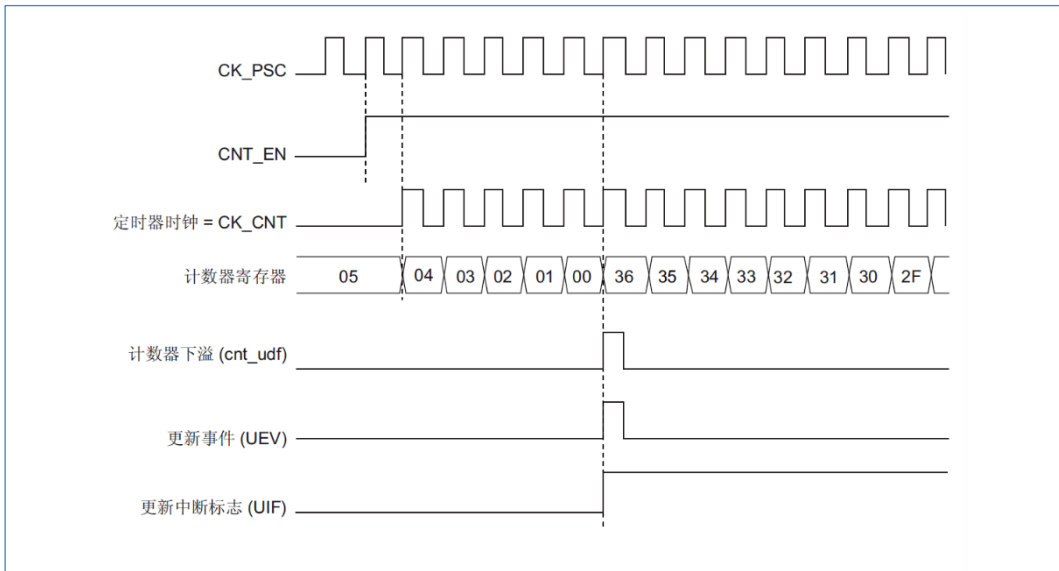 CK_PSC
CNT_EN
定时器时钟 = CK_CNT
计数器寄存器 05 04 03 02 01 00 36 35 34 33 32 31 30 2F
计数器下溢 (cnt_udf)
更新事件 (UEV)
更新中断标志 (UIF)